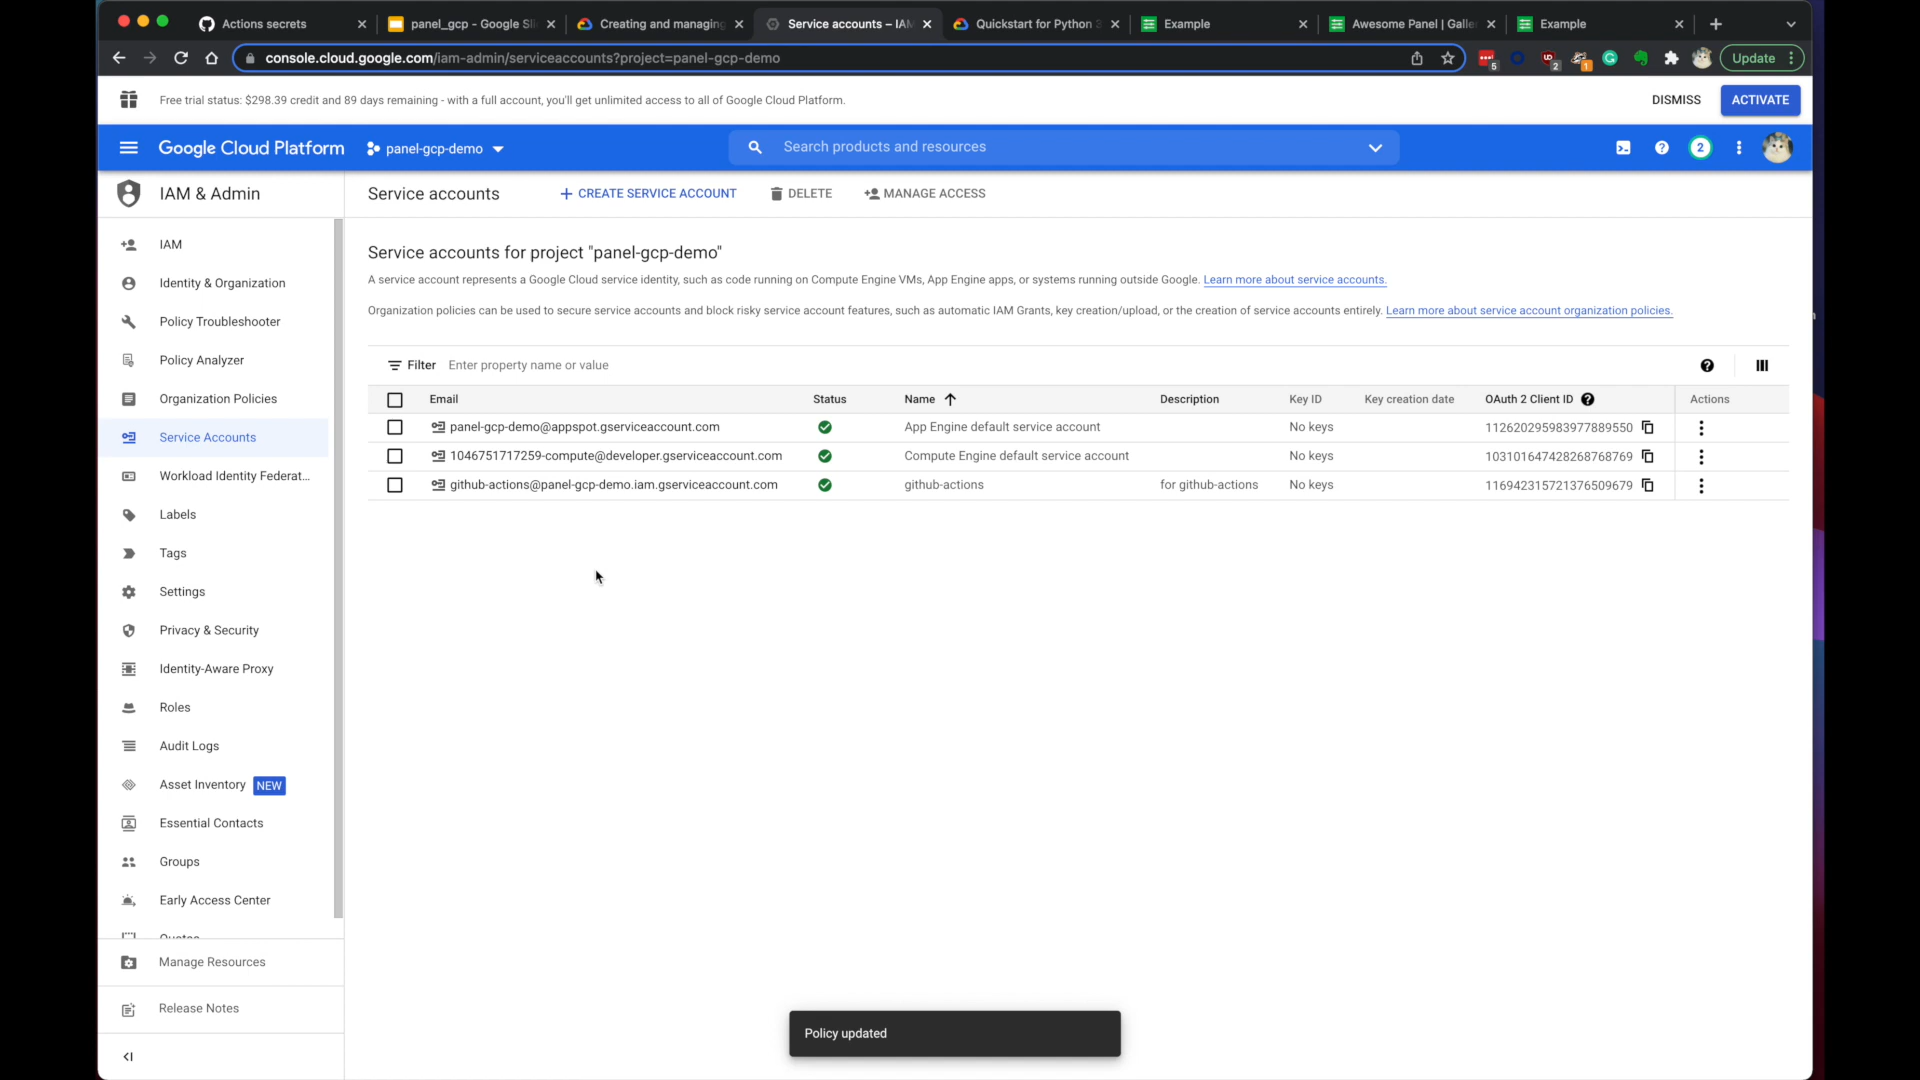 Actions secrets
panel_gcp - Google Sli
Creating and managing
Service accounts – IAM
Quickstart for Python 3
Example
Awesome Panel | Galle
Example
console.cloud.google.com/iam-admin/serviceaccounts?project=panel-gcp-demo
5
2
1
Update
Free trial status: $298.39 credit and 89 days remaining - with a full account, you'll get unlimited access to all of Google Cloud Platform.
DISMISS
ACTIVATE
Google Cloud Platform
panel-gcp-demo
Search products and resources
2
IAM & Admin
Service accounts
CREATE SERVICE ACCOUNT
DELETE
MANAGE ACCESS
IAM
Identity & Organization
Policy Troubleshooter
Policy Analyzer
Organization Policies
Service Accounts
Workload Identity Federat...
Labels
Tags
Settings
Privacy & Security
Identity-Aware Proxy
Roles
Audit Logs
Asset Inventory NEW
Essential Contacts
Groups
Early Access Center
Quotas
Manage Resources
Release Notes
Service accounts for project "panel-gcp-demo"
A service account represents a Google Cloud service identity, such as code running on Compute Engine VMs, App Engine apps, or systems running outside Google. Learn more about service accounts.
Organization policies can be used to secure service accounts and block risky service account features, such as automatic IAM Grants, key creation/upload, or the creation of service accounts entirely. Learn more about service account organization policies.
Filter Enter property name or value
Email Status Name Description Key ID Key creation date OAuth 2 Client ID Actions
panel-gcp-demo@appspot.gserviceaccount.com App Engine default service account No keys 112620295983977889550
1046751717259-compute@developer.gserviceaccount.com Compute Engine default service account No keys 103101647428268768769
github-actions@panel-gcp-demo.iam.gserviceaccount.com github-actions for github-actions No keys 116942315721376509679
Policy updated